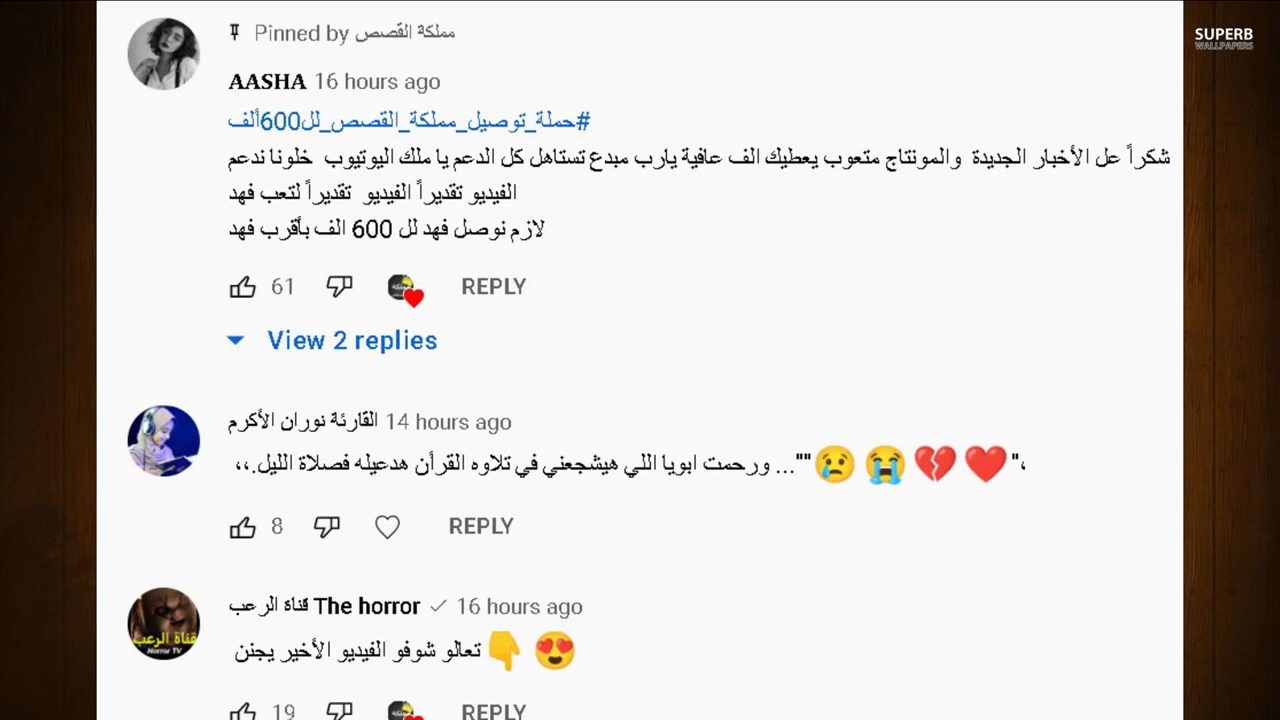 SUPERB
WALLPAPERS
Pinned by مملكة القصص
AASHA 16 hours ago
#حملة_توصيل_مملكة_القصص_لل600ألف
شكراً عل الأخبار الجديدة والمونتاج متعوب يعطيك الف عافية يارب مبدع تستاهل كل الدعم يا ملك اليوتيوب خلونا ندعم
الفيديو تقديراً الفيديو تقديراً لتعب فهد
لازم نوصل فهد لل 600 الف بأقرب فهد
61 REPLY
View 2 replies
القارئة نوران الأكرم 14 hours ago
،"❤️💔😭😢""... ورحمت ابويا اللي هيشجعني في تلاوه القرأن هدعيله فصلاة الليل.،،
8 REPLY
قناة الرعب The horror 16 hours ago
تعالو شوفو الفيديو الأخير يجنن 👇😍
قناة الرعب
Horror TV
19 REPLY